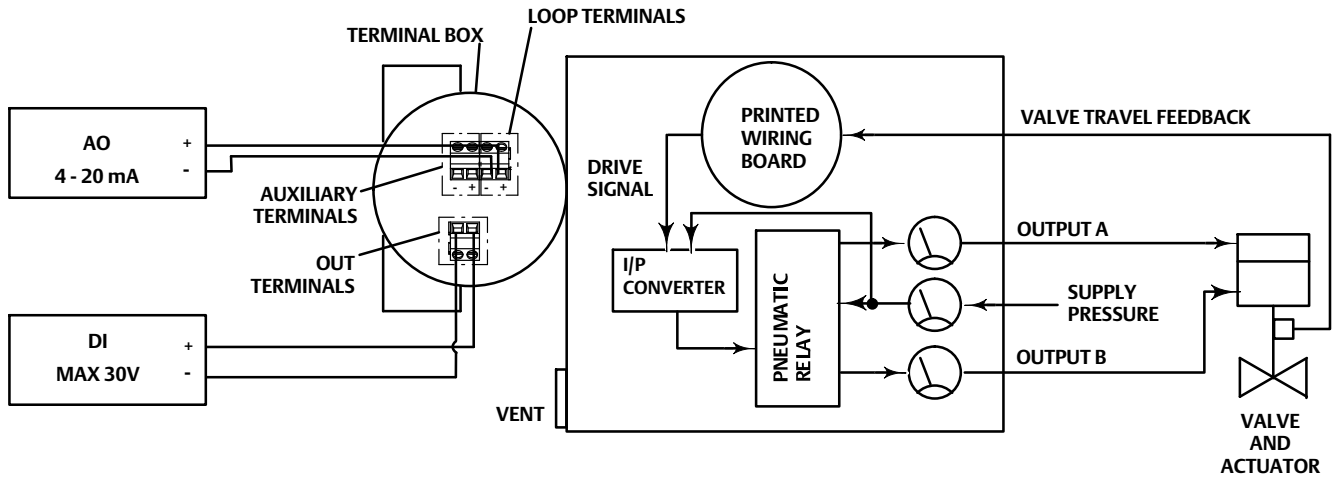 LOOP TERMINALS
TERMINAL BOX
AO
4 - 20 mA
+
-
AUXILIARY
TERMINALS
- + - +
OUT
TERMINALS
DI
MAX 30V
+
-
PRINTED
WIRING
BOARD
VALVE TRAVEL FEEDBACK
DRIVE
SIGNAL
I/P
CONVERTER
PNEUMATIC
RELAY
OUTPUT A
SUPPLY
PRESSURE
OUTPUT B
VENT
VALVE
AND
ACTUATOR